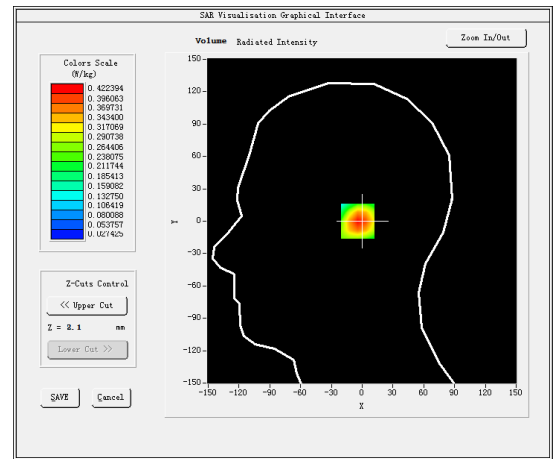 SAR Visualisation Graphical Interface
Volume Radiated Intensity
Zoom In/Out
Colors Scale
(W/kg)
0.422394
0.396063
0.369731
0.343400
0.317069
0.290738
0.264406
0.238075
0.211744
0.185413
0.159082
0.132750
0.106419
0.080088
0.053757
0.027425
150
120
90
60
30
0
-30
-60
-90
-120
-150
Y
-150 -120 -90 -60 -30 0 30 60 90 120 150
X
Z-Cuts Control
<< Upper Cut
Z = 2.1 mm
Lower Cut >>
SAVE Cancel